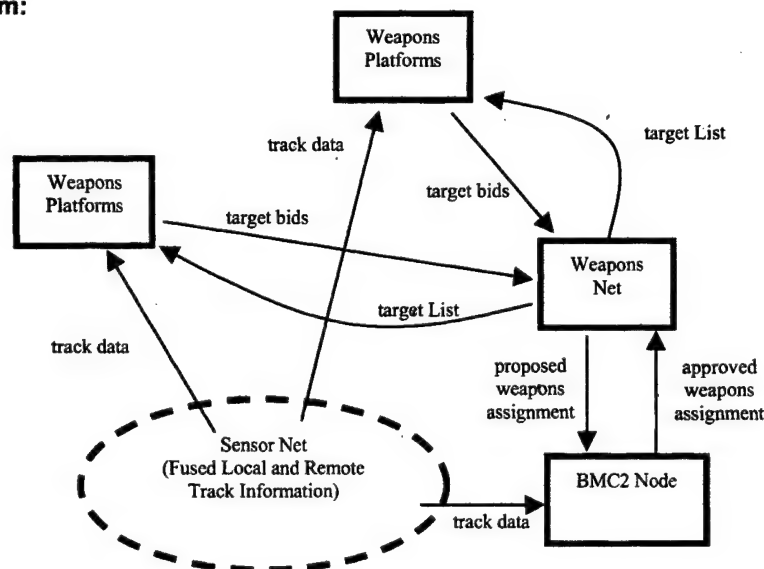 m:
Weapons
Platforms
target List
track data
Weapons
Platforms
target bids
target bids
Weapons
Net
target List
track data
proposed
weapons
assignment
approved
weapons
assignment
Sensor Net
(Fused Local and Remote
Track Information)
BMC2 Node
track data